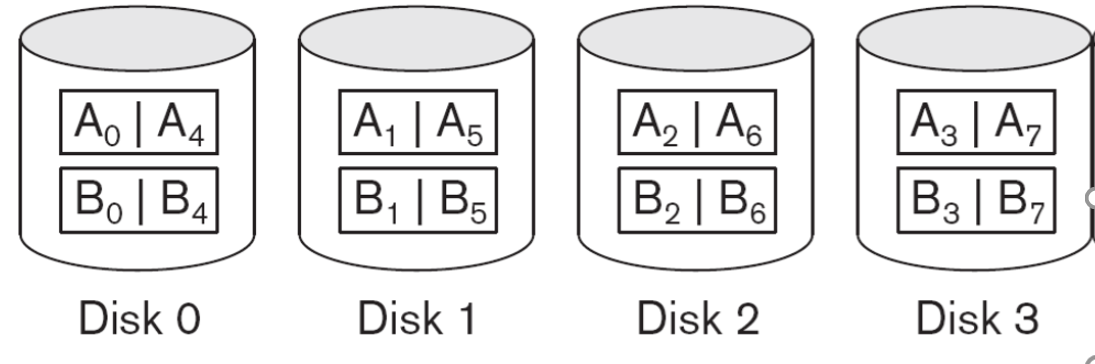 A₀ | A₄ A₁ | A₅ A₂ | A₆ A₃ | A₇
B₀ | B₄ B₁ | B₅ B₂ | B₆ B₃ | B₇
Disk 0 Disk 1 Disk 2 Disk 3